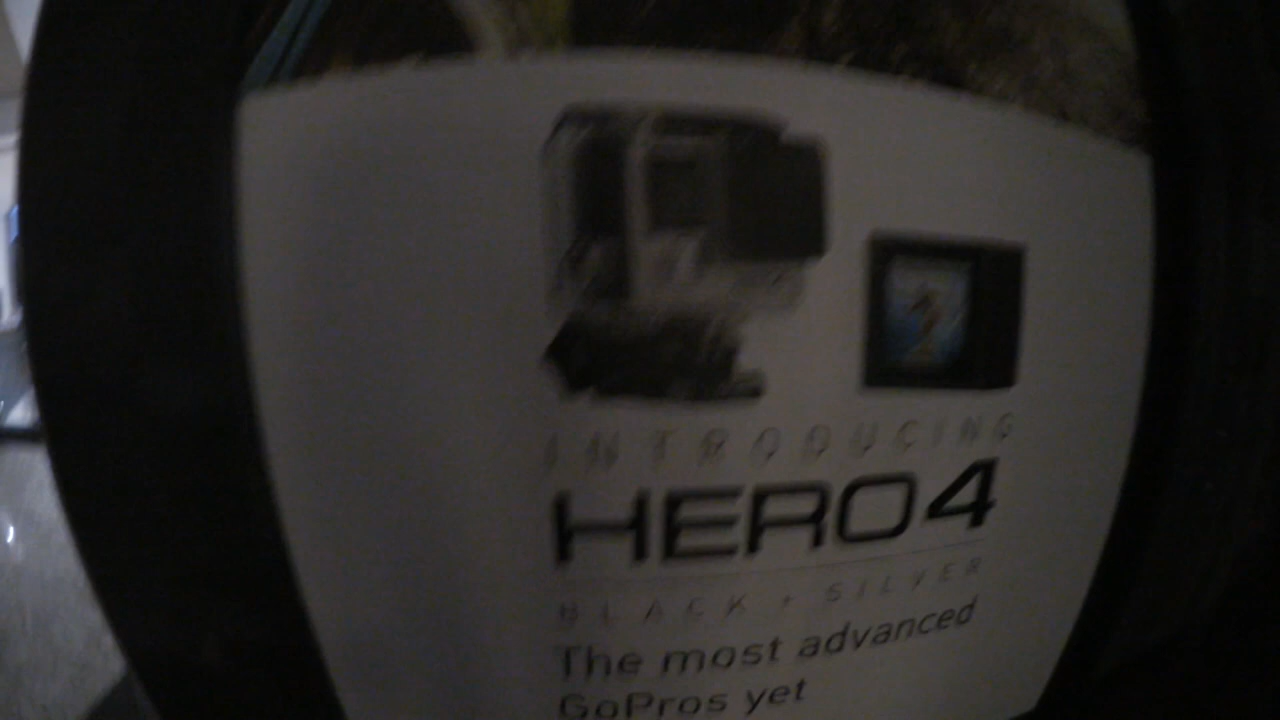 INTRODUCING
HERO4
BLACK + SILVER
The most advanced
GoPros yet